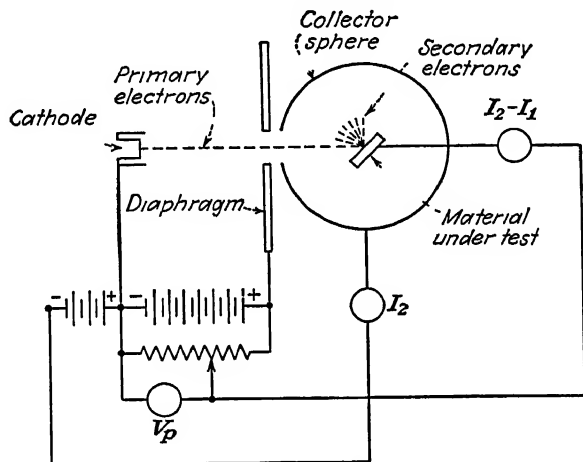 Collector
sphere
Secondary
electrons
Primary
electrons
Cathode
I₂-I₁
Diaphragm
Material
under test
- + - +
I₂
Vp